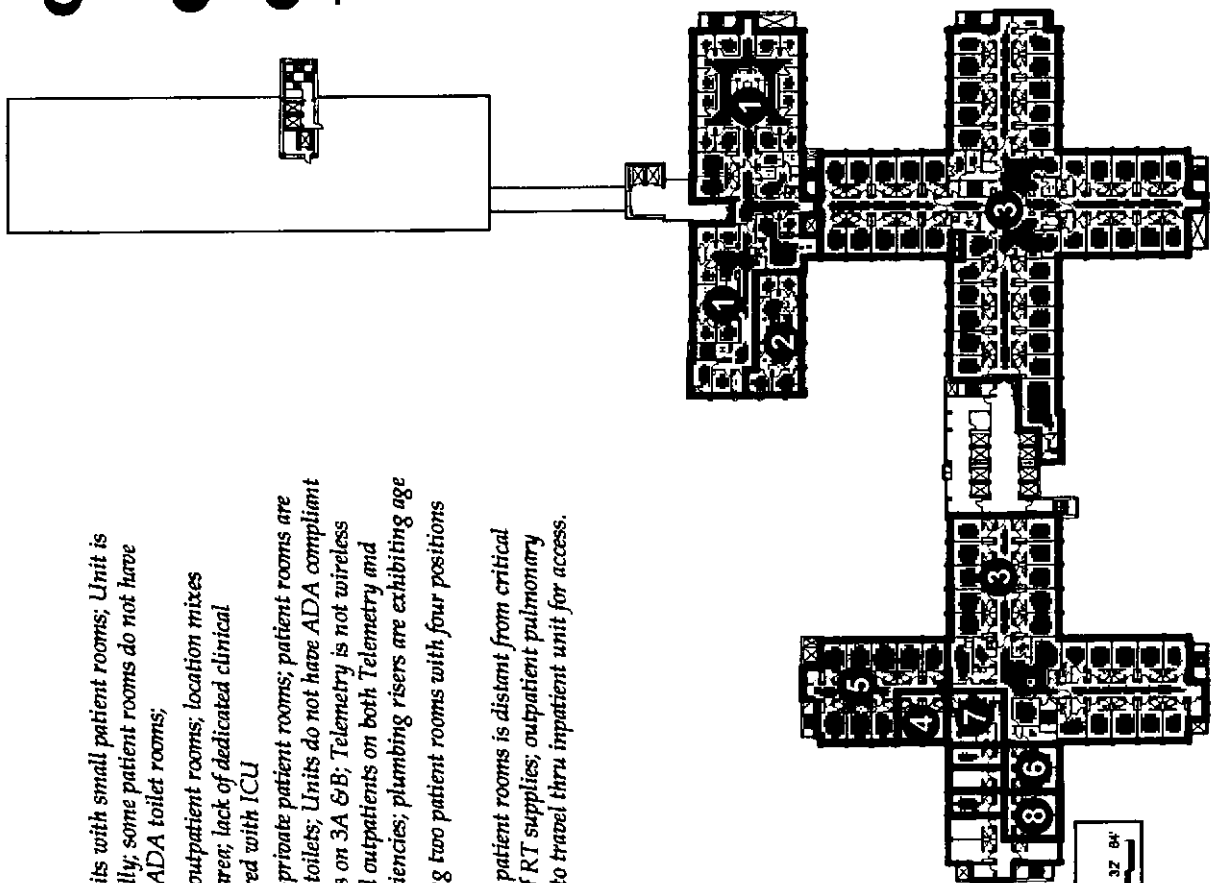 its with small patient rooms; Unit is
lly; some patient rooms do not have
ADA toilet rooms;
outpatient rooms; location mixes
area; lack of dedicated clinical
red with ICU
private patient rooms; patient rooms are
toilets; Units do not have ADA compliant
s on 3A &B; Telemetry is not wireless
l outpatients on both Telemetry and
iencies; plumbing risers are exhibiting age
g two patient rooms with four positions
patient rooms is distant from critical
f RT supplies; outpatient pulmonary
to travel thru inpatient unit for access.
1
1
2
3
3
5
4
7
6
8
32 64'